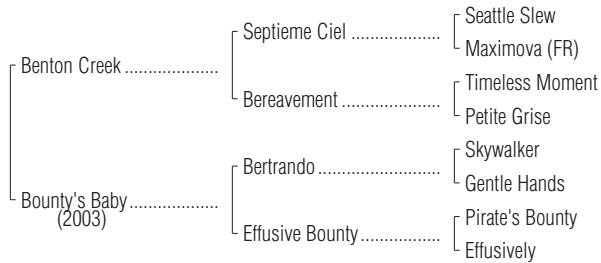 Seattle Slew
Septieme Ciel ...................
Maximova (FR)
Benton Creek ....................
Timeless Moment
Bereavement .....................
Petite Grise
Skywalker
Bertrando ..........................
Gentle Hands
Bounty's Baby ...................
(2003)
Pirate's Bounty
Effusive Bounty .................
Effusively